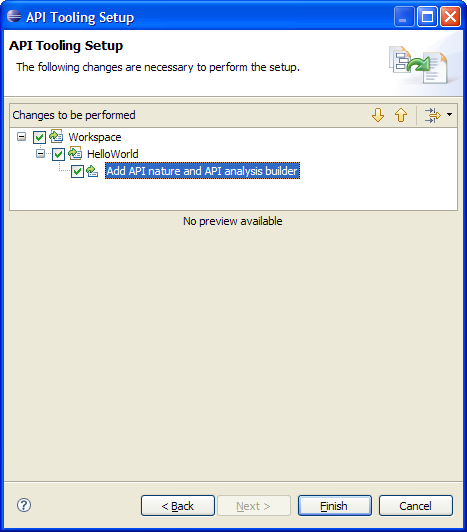 API Tooling Setup
API Tooling Setup
The following changes are necessary to perform the setup.
Changes to be performed
Workspace
HelloWorld
Add API nature and API analysis builder
No preview available
?
< Back
Next >
Finish
Cancel